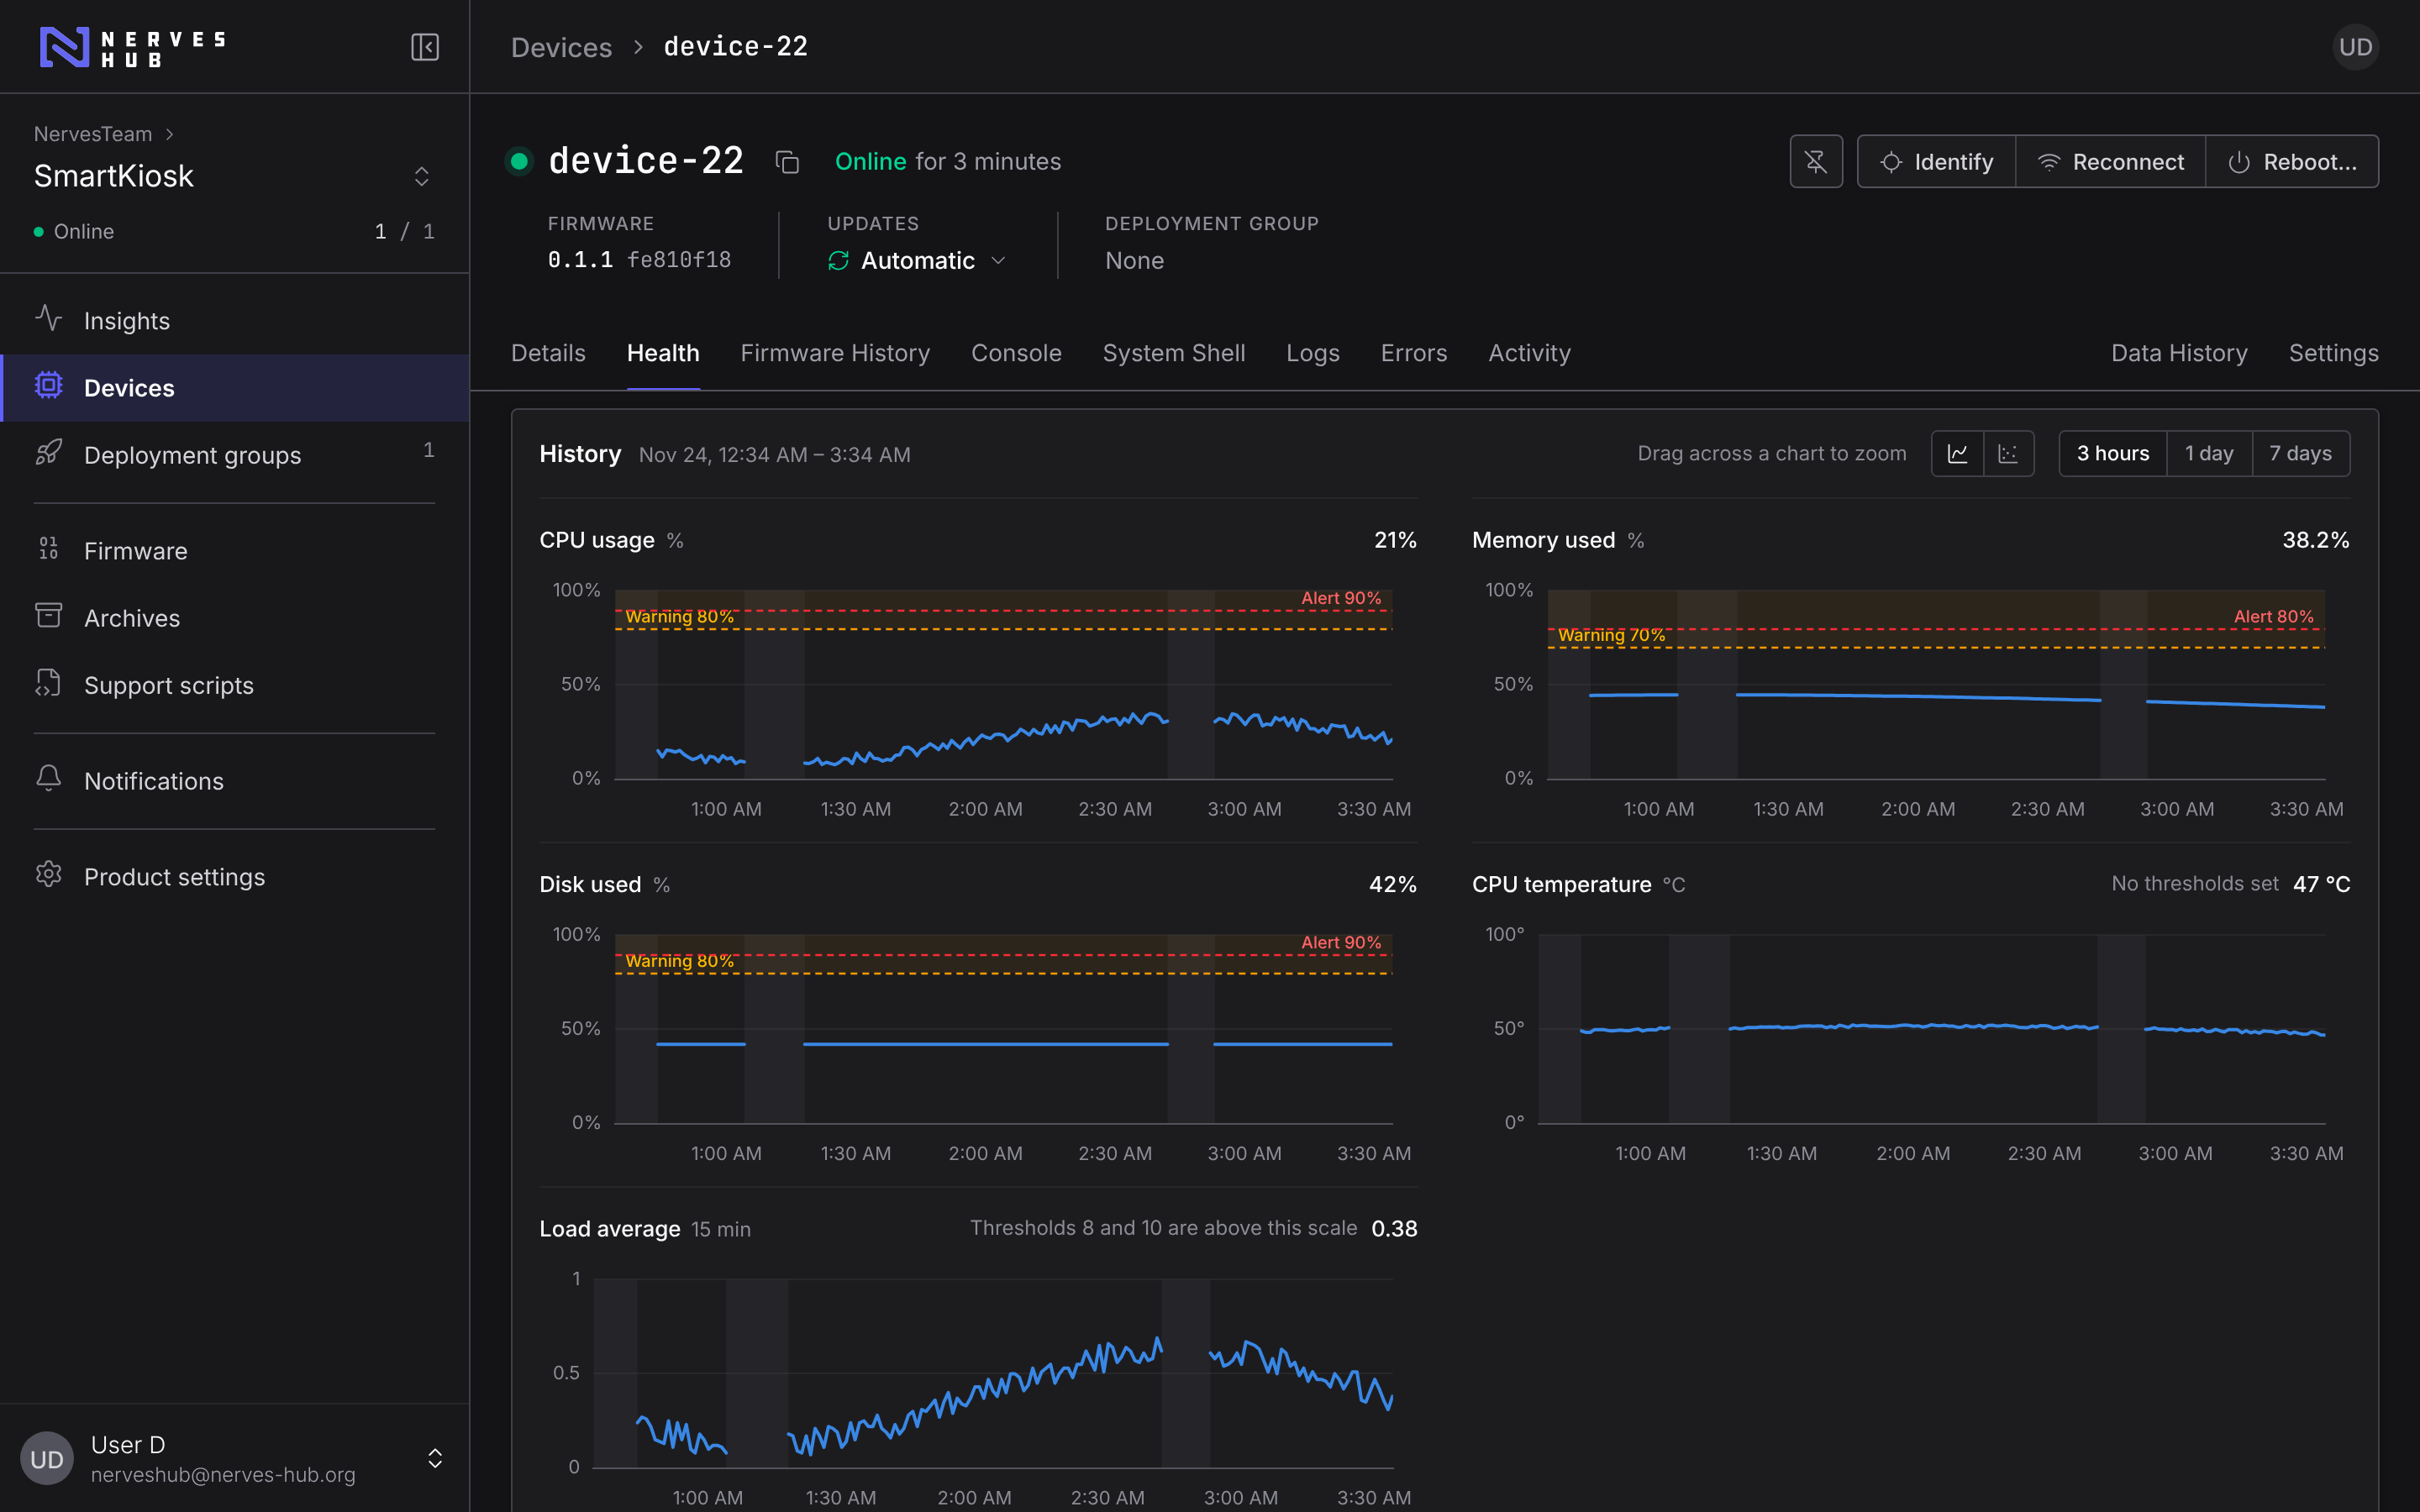 NERVES
HUB
Devices > device-22
UD
NervesTeam >
SmartKiosk
Online 1 / 1
Insights
Devices
Deployment groups 1
Firmware
Archives
Support scripts
Notifications
Product settings
User D
nerveshub@nerves-hub.org
UD
device-22 Online for 3 minutes
Identify Reconnect Reboot...
FIRMWARE UPDATES DEPLOYMENT GROUP
0.1.1 fe810f18 Automatic None
Details Health Firmware History Console System Shell Logs Errors Activity Data History Settings
History Nov 24, 12:34 AM – 3:34 AM Drag across a chart to zoom 3 hours 1 day 7 days
CPU usage % 21%
100%
Alert 90%
Warning 80%
50%
0%
1:00 AM 1:30 AM 2:00 AM 2:30 AM 3:00 AM 3:30 AM
Memory used % 38.2%
100%
Alert 80%
Warning 70%
50%
0%
1:00 AM 1:30 AM 2:00 AM 2:30 AM 3:00 AM 3:30 AM
Disk used % 42%
100%
Alert 90%
Warning 80%
50%
0%
1:00 AM 1:30 AM 2:00 AM 2:30 AM 3:00 AM 3:30 AM
CPU temperature °C No thresholds set 47 °C
100°
50°
0°
1:00 AM 1:30 AM 2:00 AM 2:30 AM 3:00 AM 3:30 AM
Load average 15 min Thresholds 8 and 10 are above this scale 0.38
1
0.5
0
1:00 AM 1:30 AM 2:00 AM 2:30 AM 3:00 AM 3:30 AM